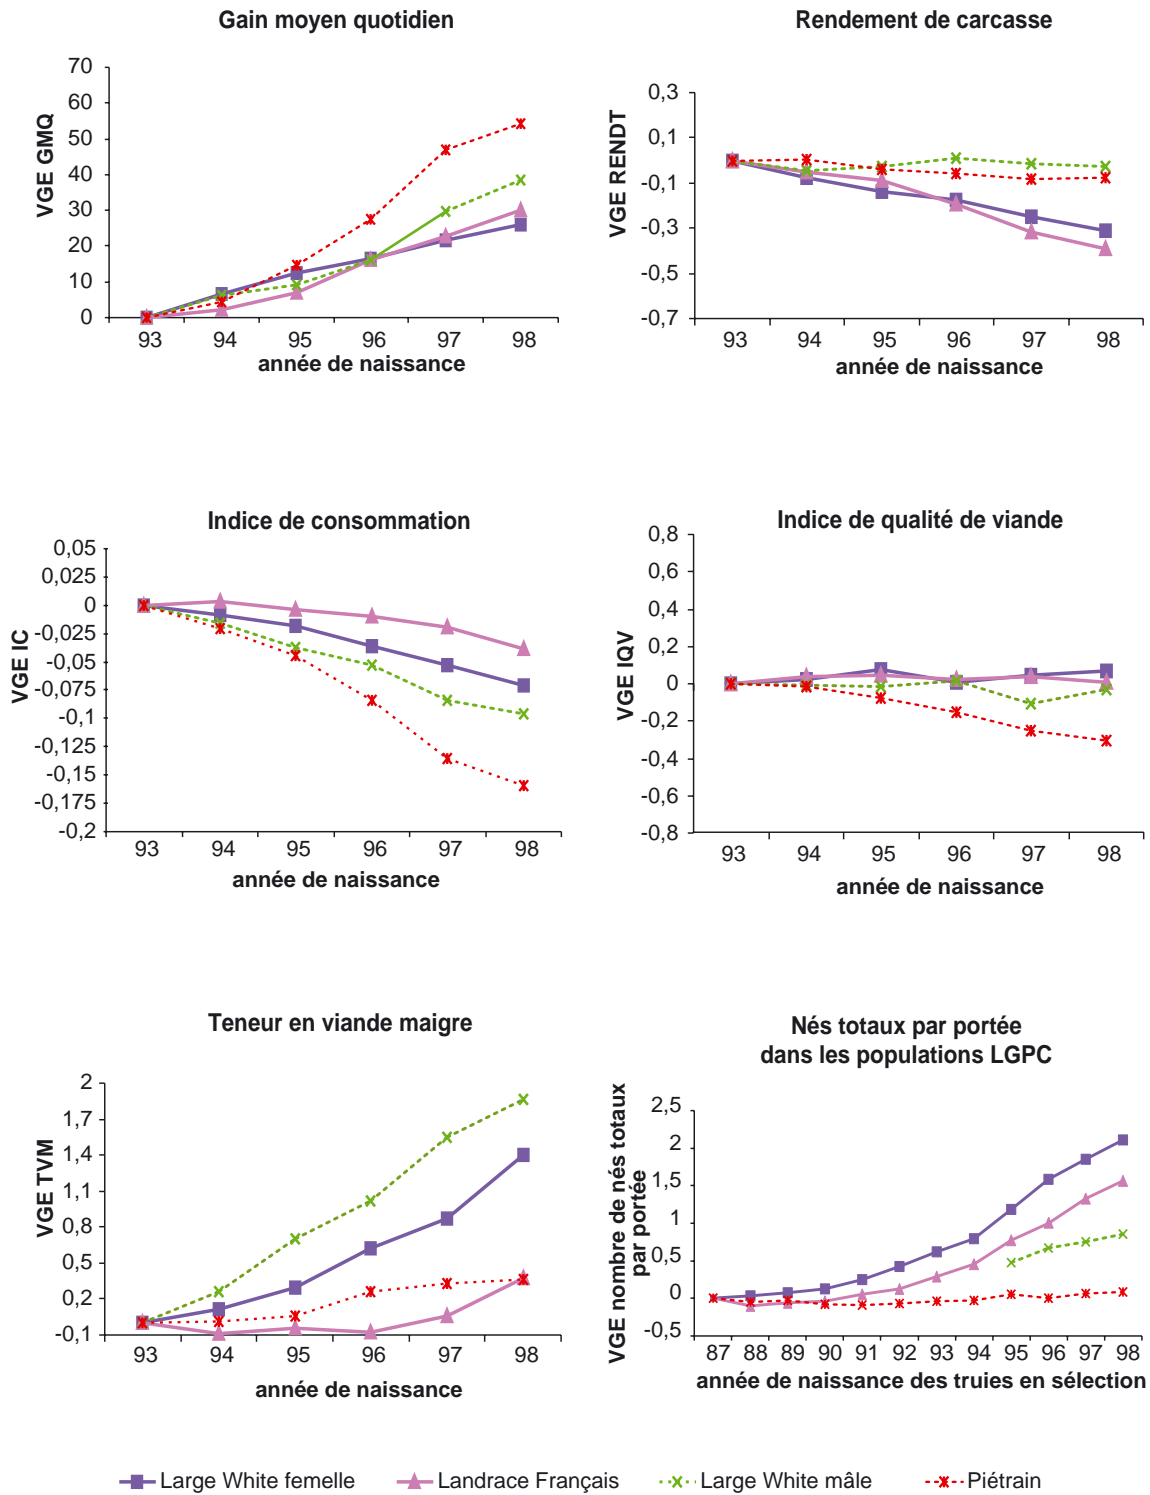 Gain moyen quotidien
VGE GMQ
70
60
50
40
30
20
10
0
93 94 95 96 97 98
année de naissance
Rendement de carcasse
VGE RENDT
0,3
0,1
-0,1
-0,3
-0,5
-0,7
93 94 95 96 97 98
année de naissance
Indice de consommation
VGE IC
0,05
0,025
0
-0,025
-0,05
-0,075
-0,1
-0,125
-0,15
-0,175
-0,2
93 94 95 96 97 98
année de naissance
Indice de qualité de viande
VGE IQV
0,8
0,6
0,4
0,2
0
-0,2
-0,4
-0,6
-0,8
93 94 95 96 97 98
année de naissance
Teneur en viande maigre
VGE TVM
2
1,7
1,4
1,1
0,8
0,5
0,2
-0,1
93 94 95 96 97 98
année de naissance
Nés totaux par portée
dans les populations LGPC
VGE nombre de nés totaux
par portée
2,5
2
1,5
1
0,5
0
-0,5
87 88 89 90 91 92 93 94 95 96 97 98
année de naissance des truies en sélection
Large White femelle Landrace Français Large White mâle Piétrain